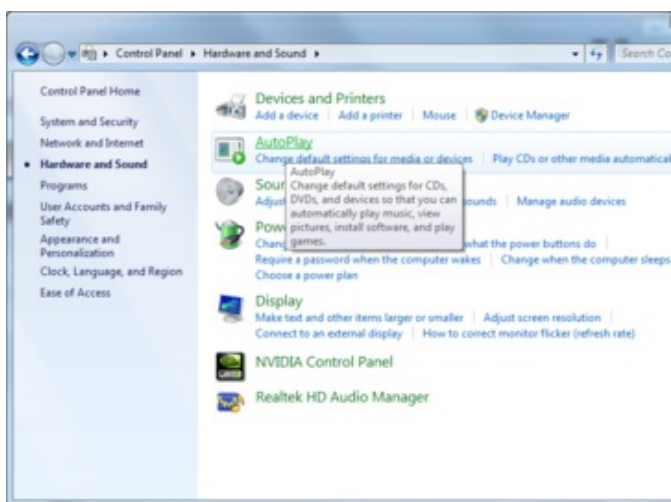 Control Panel ▸ Hardware and Sound ▸
Search Co
Control Panel Home
System and Security
Network and Internet
Hardware and Sound
Programs
User Accounts and Family
Safety
Appearance and
Personalization
Clock, Language, and Region
Ease of Access
Devices and Printers
Add a device | Add a printer | Mouse | Device Manager
AutoPlay
Change default settings for media or devices | Play CDs or other media automatical
AutoPlay
Change default settings for CDs,
DVDs, and devices so that you can
automatically play music, view
pictures, install software, and play
games.
Soun
Adjust ounds | Manage audio devices
Pow
Chang what the power buttons do
Require a password when the computer wakes | Change when the computer sleeps
Choose a power plan
Display
Make text and other items larger or smaller | Adjust screen resolution
Connect to an external display | How to correct monitor flicker (refresh rate)
NVIDIA Control Panel
Realtek HD Audio Manager